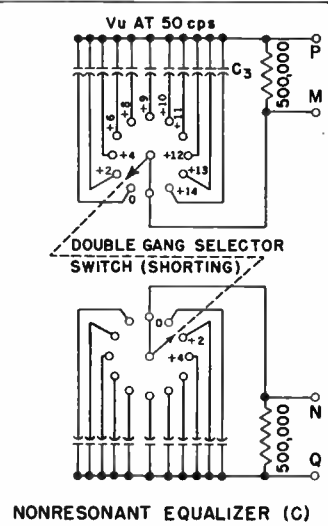 Vu AT 50 cps
P
C3
500,000
M
+9
+8 +10
+6 +11
+4 +12
+2 +13
0 +14
DOUBLE GANG SELECTOR
SWITCH (SHORTING)
0
+2
+4
N
500,000
Q
NONRESONANT EQUALIZER (C)